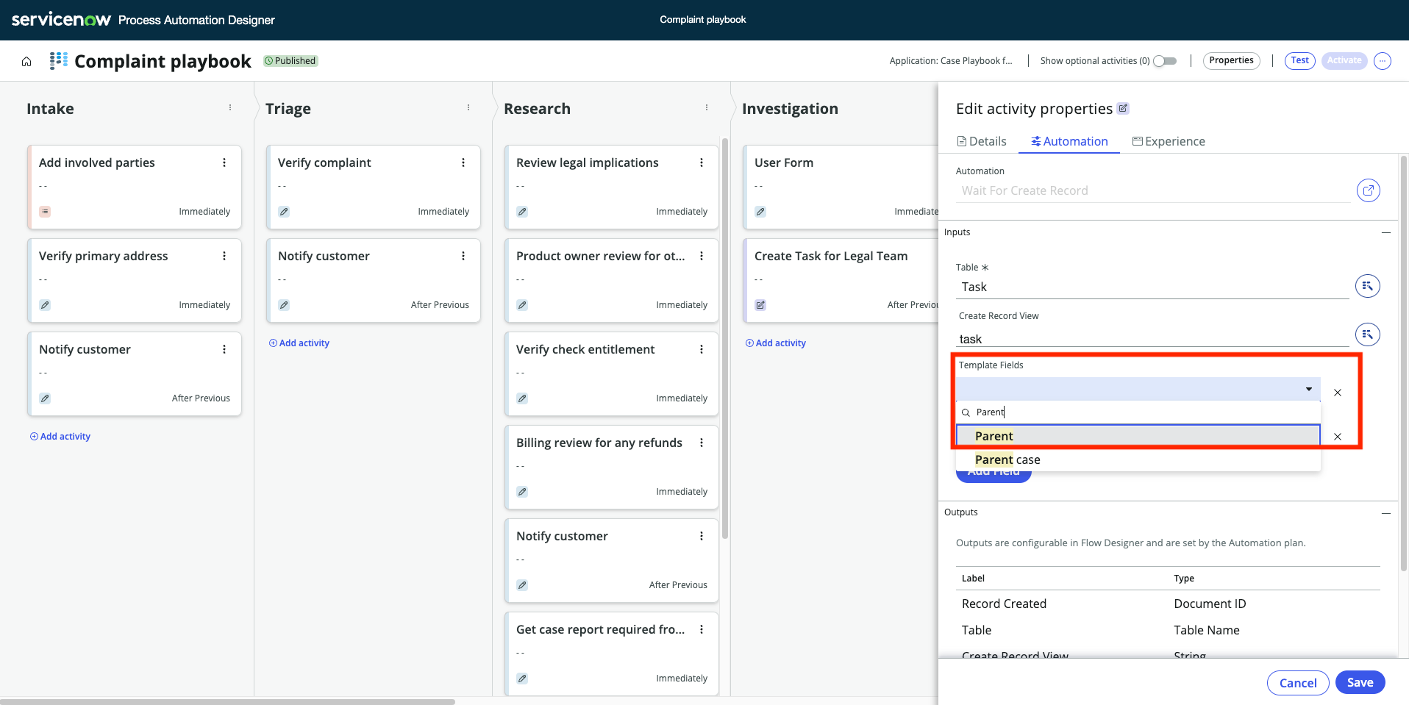 servicenow Process Automation Designer
Complaint playbook
Complaint playbook
Published
Application: Case Playbook f...
Show optional activities (0)
Properties
Test
Activate
Intake
Add involved parties
--
Immediately
Verify primary address
--
Immediately
Notify customer
--
After Previous
Add activity
Triage
Verify complaint
--
Immediately
Notify customer
--
After Previous
Add activity
Research
Review legal implications
--
Immediately
Product owner review for ot...
--
Immediately
Verify check entitlement
--
Immediately
Billing review for any refunds
--
Immediately
Notify customer
--
After Previous
Get case report required fro...
--
Immediately
Investigation
User Form
--
Immediate
Create Task for Legal Team
--
After Previou
Add activity
Edit activity properties
Details
Automation
Experience
Automation
Wait For Create Record
Inputs
Table *
Task
Create Record View
task
Template Fields
Parent
Parent
Parent case
Add Field
Outputs
Outputs are configurable in Flow Designer and are set by the Automation plan.
Label Type
Record Created Document ID
Table Table Name
Create Record View String
Cancel
Save